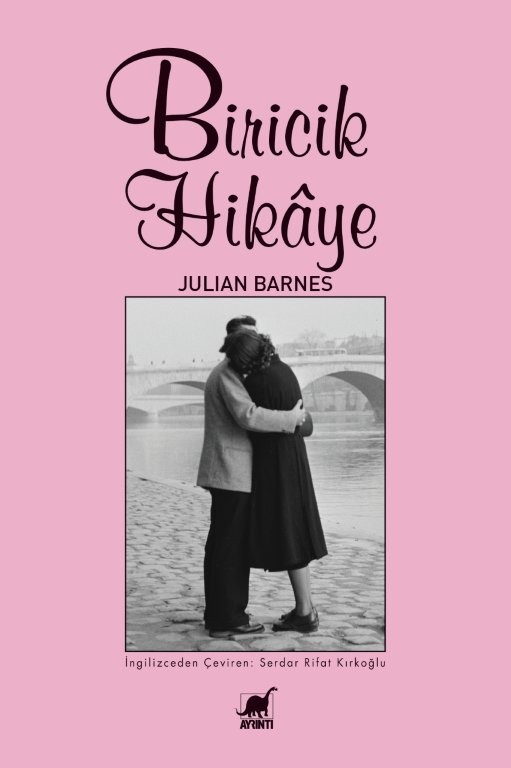 Biricik
Hikâye
JULIAN BARNES
İngilizceden Çeviren: Serdar Rifat Kırkoğlu
AYRINTI